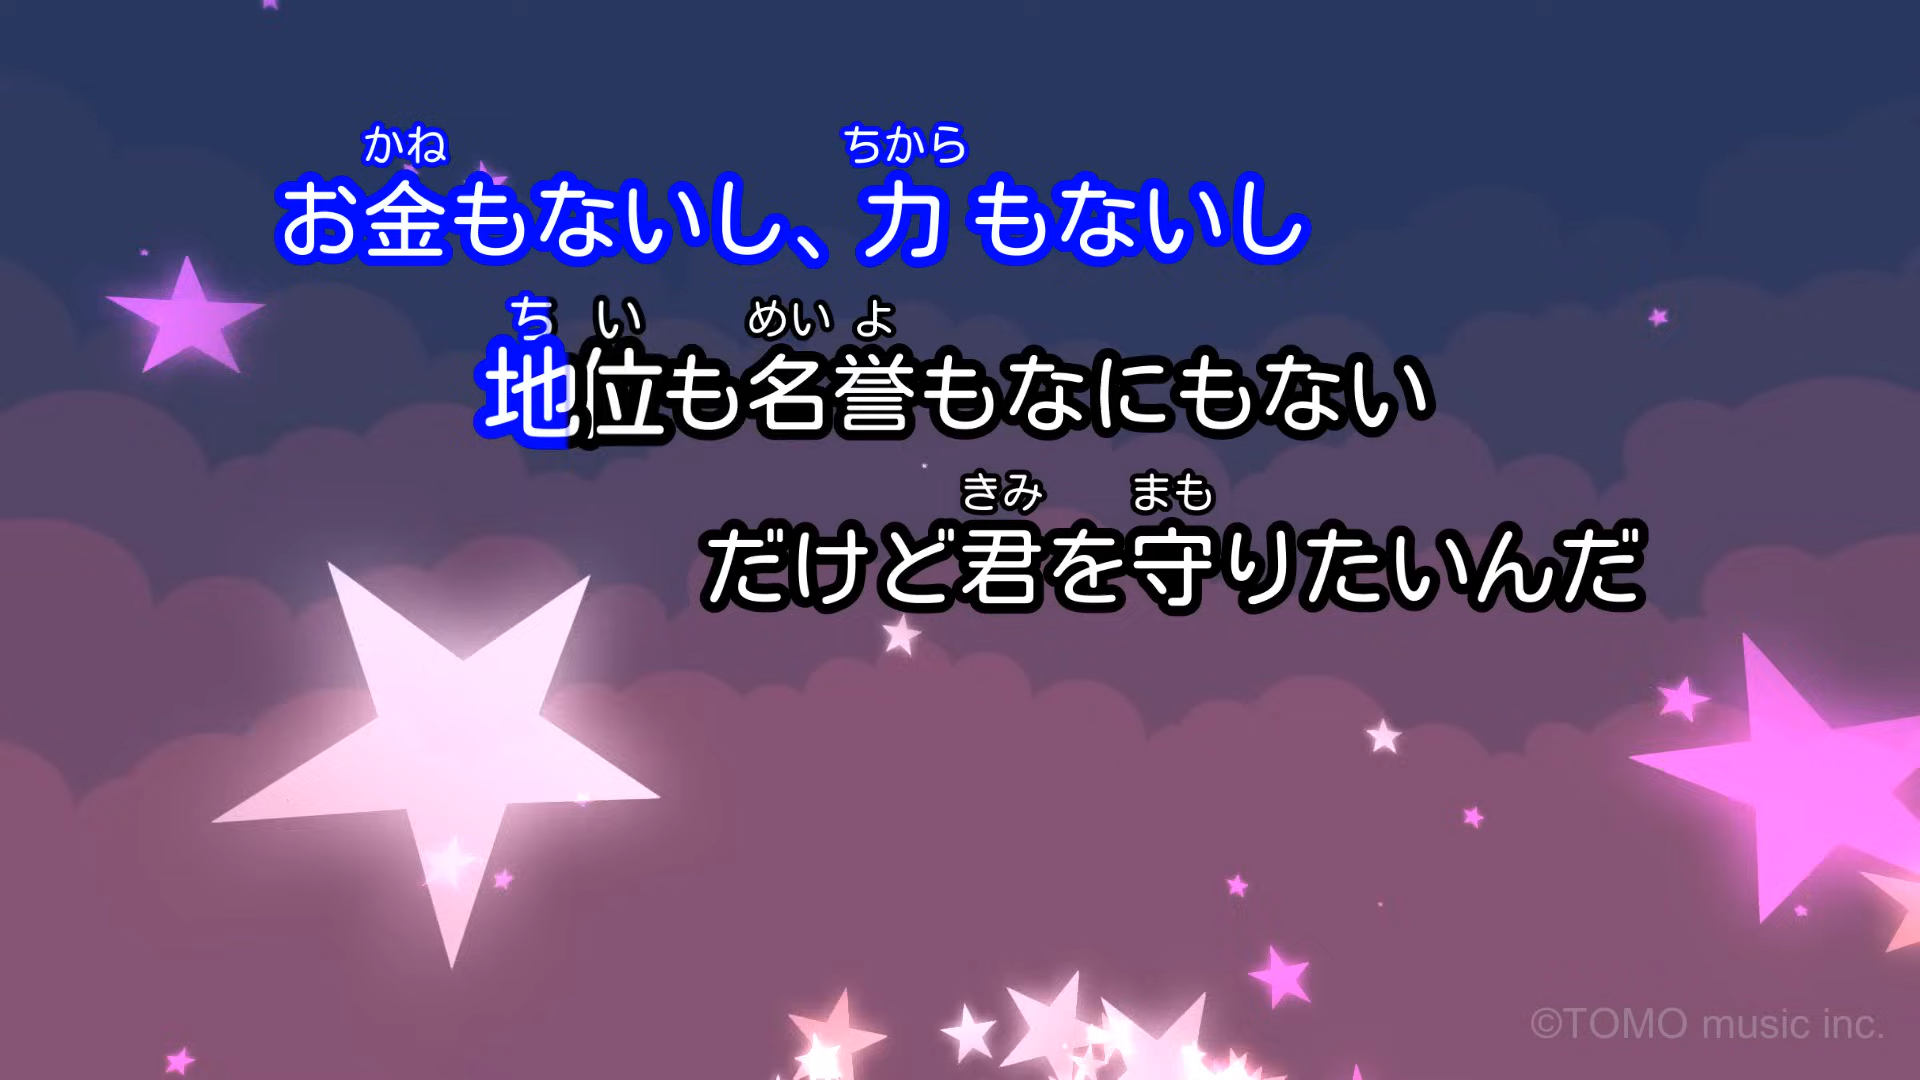 かね ちから
お金もないし、力もないし
ちい めいよ
地位も名誉もなにもない
きみ まも
だけど君を守りたいんだ
©TOMO music inc.